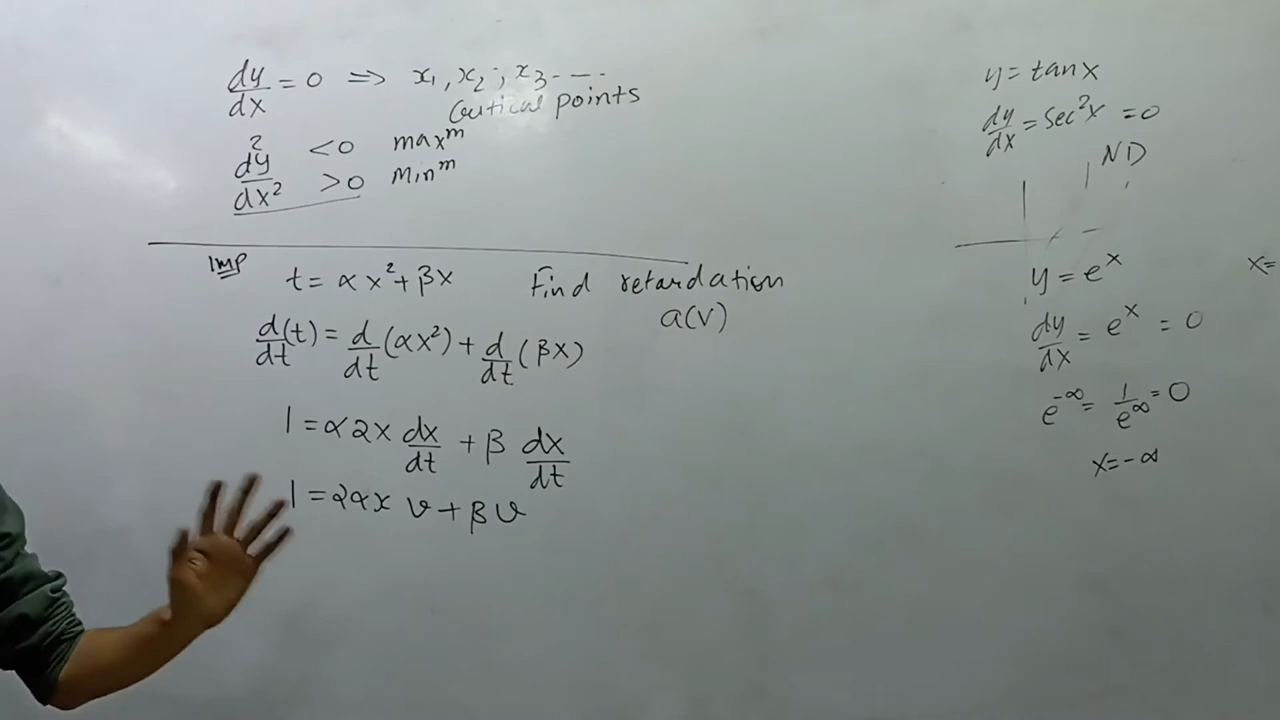 dy/dx = 0 ⇒ x₁, x₂, x₃ - - -
Critical points
d²y/dx² <0 maxᵐ
>0 Minᵐ
Imp t = αx² + βx Find retardation
a(v)
d/dt(t) = d/dt(αx²) + d/dt(βx)
1 = α2x dx/dt + β dx/dt
1 = 2αx v + βv
y = tanx
dy/dx = sec²x = 0
ND
y = eˣ
x=
dy/dx = eˣ = 0
e^-∞ = 1/e^∞ = 0
x = -∞